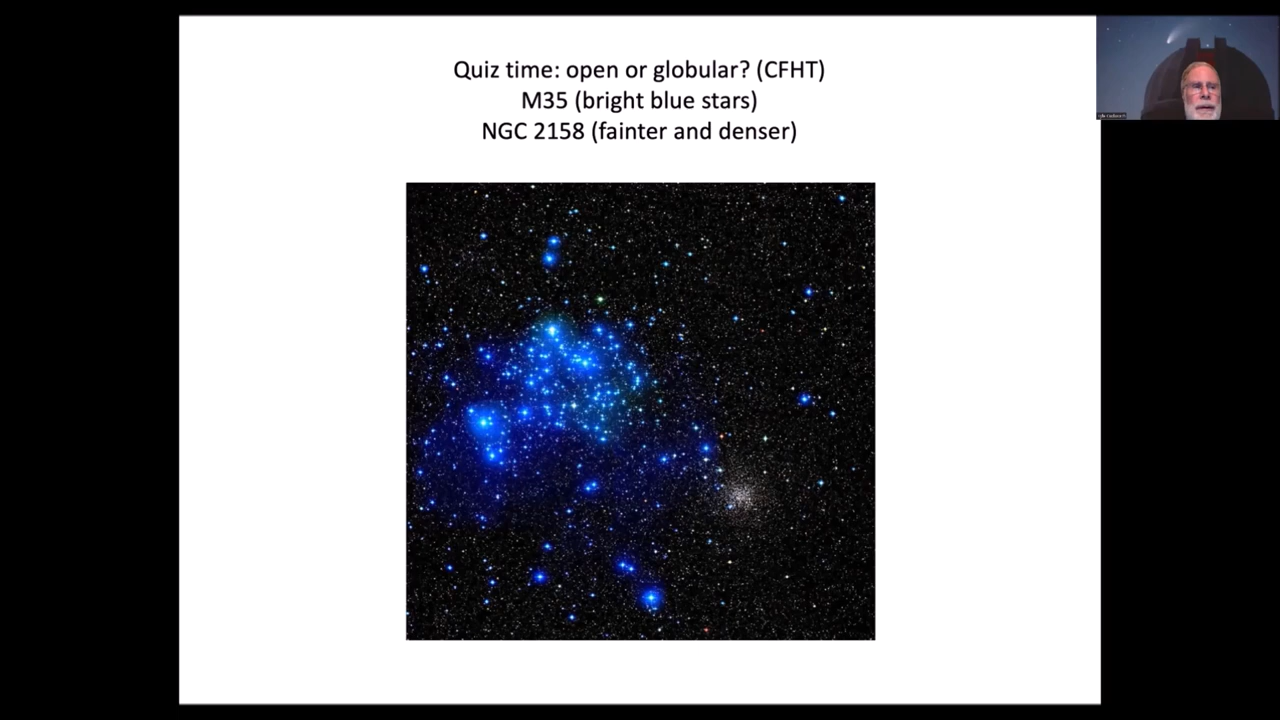 Quiz time: open or globular? (CFHT)
M35 (bright blue stars)
NGC 2158 (fainter and denser)